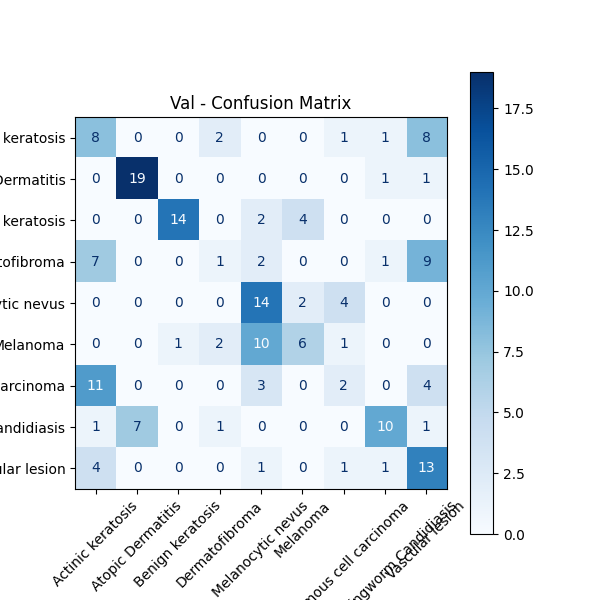 Val - Confusion Matrix
keratosis 8 0 0 2 0 0 1 1 8
Dermatitis 0 19 0 0 0 0 0 1 1
keratosis 0 0 14 0 2 4 0 0 0
tofibroma 7 0 0 1 2 0 0 1 9
tic nevus 0 0 0 0 14 2 4 0 0
Melanoma 0 0 1 2 10 6 1 0 0
arcinoma 11 0 0 0 3 0 2 0 4
andidiasis 1 7 0 1 0 0 0 10 1
ular lesion 4 0 0 0 1 0 1 1 13
Actinic keratosis
Atopic Dermatitis
Benign keratosis
Dermatofibroma
Melanocytic nevus
Melanoma
mous cell carcinoma
ngworm Candidiasis
Vascular lesion
17.5
15.0
12.5
10.0
7.5
5.0
2.5
0.0